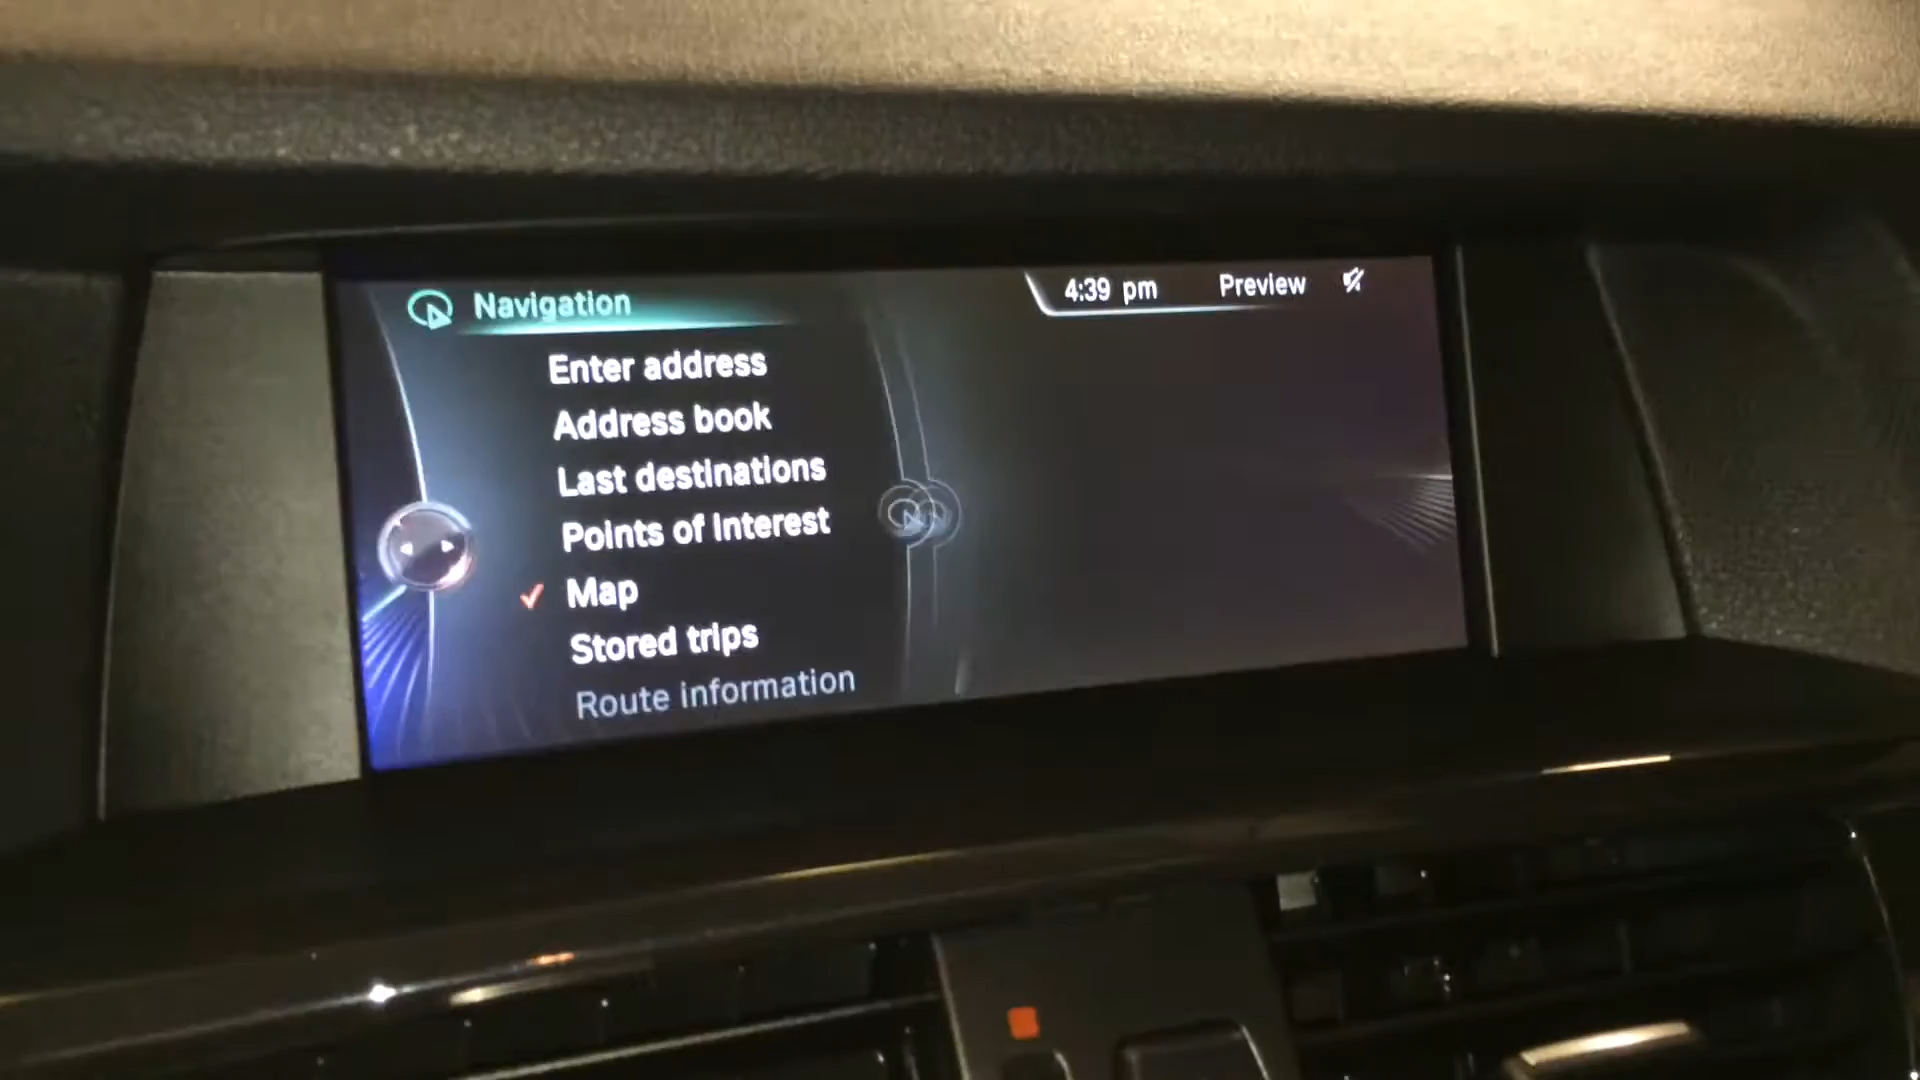 Navigation
4:39 pm Preview
Enter address
Address book
Last destinations
Points of Interest
Map
Stored trips
Route information